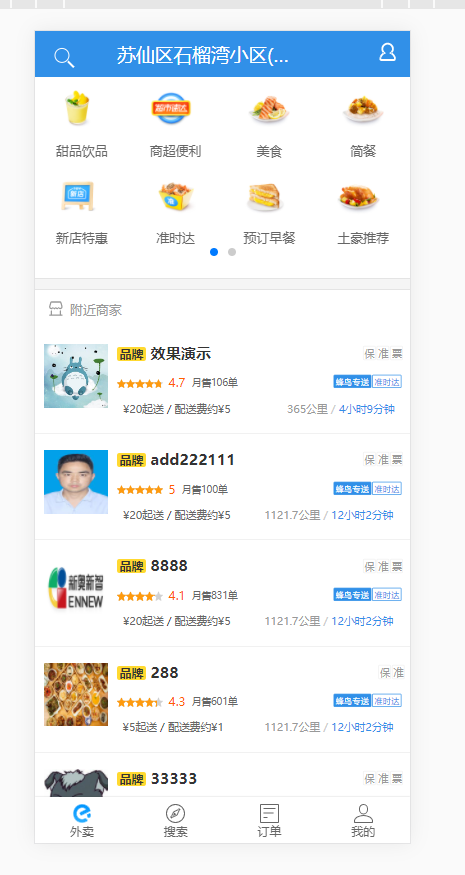 苏仙区石榴湾小区(...
甜品饮品 商超便利 美食 简餐
新店特惠 准时达 预订早餐 土豪推荐
附近商家
品牌 效果演示 保 准 票
4.7 月售106单 蜂鸟专送 准时达
¥20起送 / 配送费约¥5 365公里 / 4小时9分钟
品牌 add222111 保 准 票
5 月售100单 蜂鸟专送 准时达
¥20起送 / 配送费约¥5 1121.7公里 / 12小时2分钟
新奥新智
ENNEW
品牌 8888 保 准 票
4.1 月售831单 蜂鸟专送 准时达
¥20起送 / 配送费约¥5 1121.7公里 / 12小时2分钟
品牌 288 保 准
4.3 月售601单 蜂鸟专送 准时达
¥5起送 / 配送费约¥1 1121.7公里 / 12小时2分钟
品牌 33333 保 准 票
外卖 搜索 订单 我的